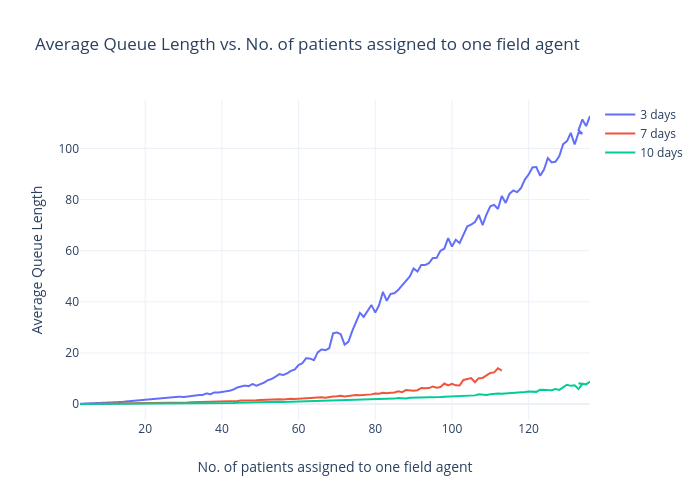 Average Queue Length vs. No. of patients assigned to one field agent
3 days
7 days
10 days
Average Queue Length
100
80
60
40
20
0
20
40
60
80
100
120
No. of patients assigned to one field agent